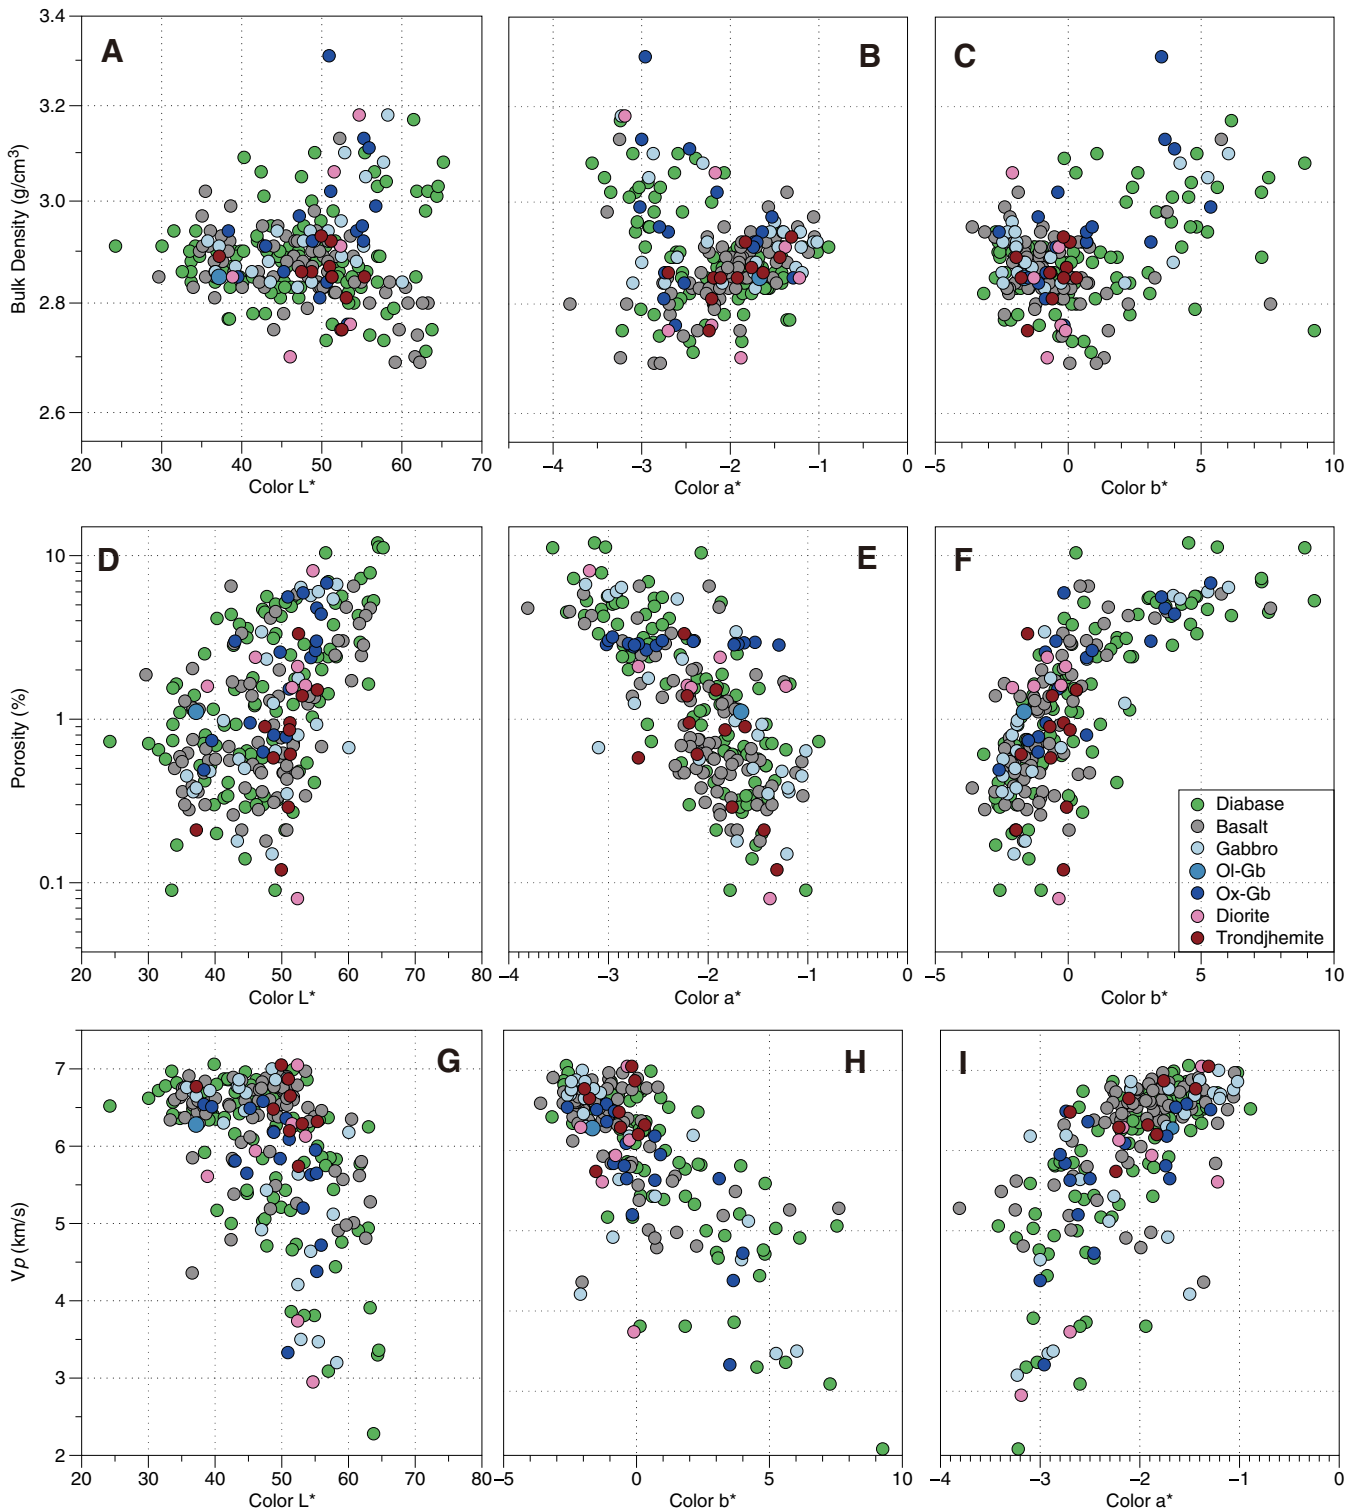 A
B
C
3.4
3.2
3.0
2.8
2.6
Bulk Density (g/cm³)
20 30 40 50 60 70
−4 −3 −2 −1 0
−5 0 5 10
Color L*
Color a*
Color b*
D
E
F
10
1
0.1
Porosity (%)
Diabase
Basalt
Gabbro
Ol-Gb
Ox-Gb
Diorite
Trondjhemite
20 30 40 50 60 70 80
−4 −3 −2 −1 0
−5 0 5 10
Color L*
Color a*
Color b*
G
H
I
7
6
5
4
3
2
Vp (km/s)
20 30 40 50 60 70 80
−5 0 5 10
−4 −3 −2 −1 0
Color L*
Color b*
Color a*